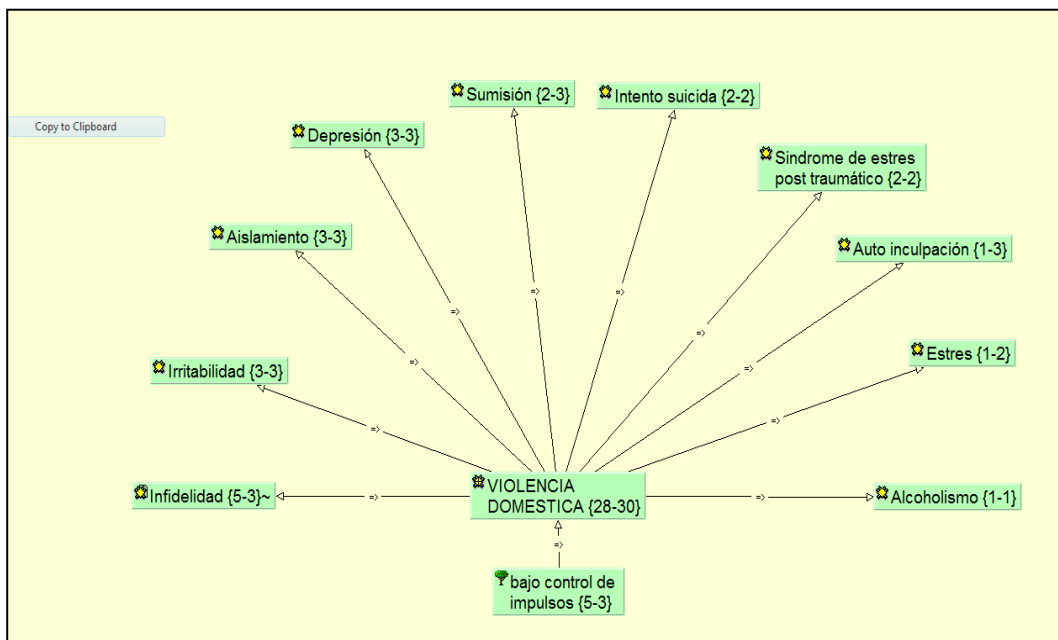 Sumisión {2-3}
Intento suicida {2-2}
Copy to Clipboard
Depresión {3-3}
Sindrome de estres
post traumático {2-2}
Aislamiento {3-3}
Auto inculpación {1-3}
=>
=>
=>
=>
Estres {1-2}
=>
=>
Irritabilidad {3-3}
=>
=>
VIOLENCIA
DOMESTICA {28-30}
Infidelidad {5-3}~
=>
=>
Alcoholismo {1-1}
=>
bajo control de
impulsos {5-3}